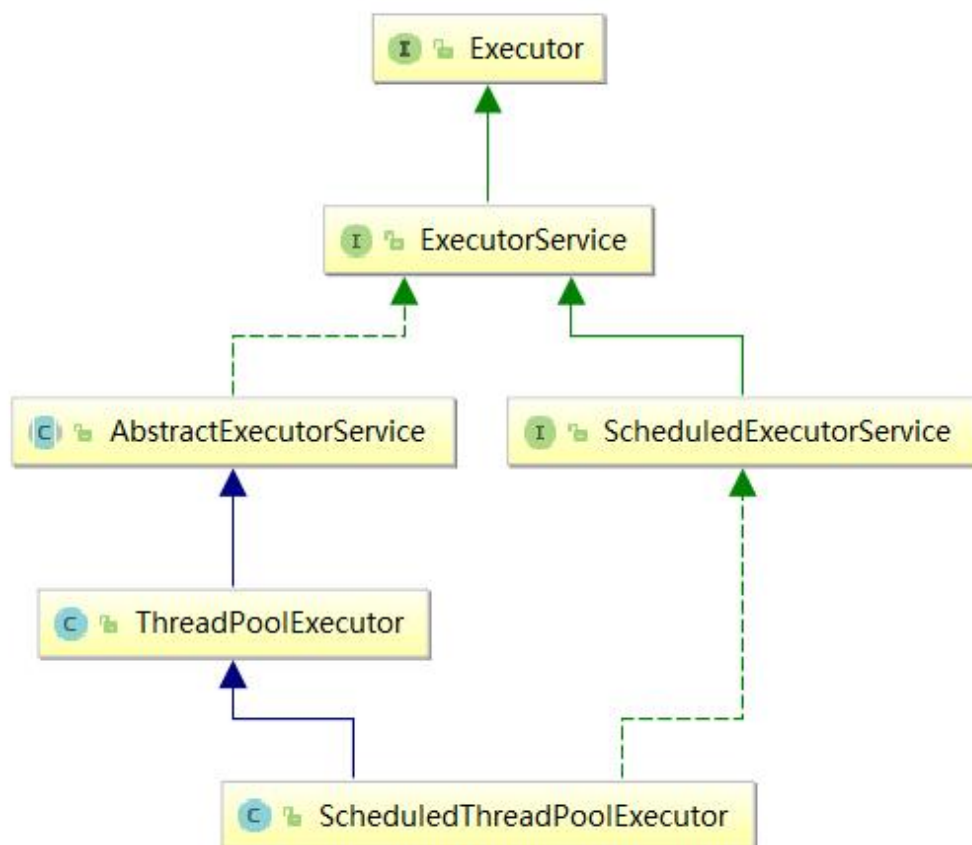 I Executor
I ExecutorService
C AbstractExecutorService
I ScheduledExecutorService
C ThreadPoolExecutor
C ScheduledThreadPoolExecutor